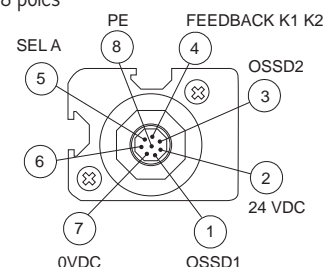 8 poles
PE
FEEDBACK K1 K2
SEL A
8
4
OSSD2
5
3
6
2
24 VDC
7
1
0VDC
OSSD1